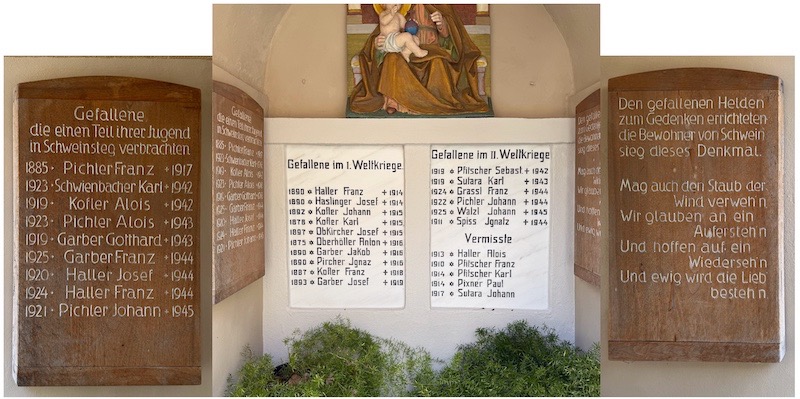 Gefallene
die einen Teil ihrer Jugend
in Schweinsteg verbrachten
1885 · Pichler Franz + 1917
1923 · Schwienbacher Karl + 1942
1919 · Kofler Alois + 1942
1923 · Pichler Alois + 1943
1919 · Garber Gotthard + 1943
1925 · Garber Franz + 1944
1920 · Haller Josef + 1944
1924 · Haller Franz + 1944
1921 · Pichler Johann + 1945
Gefallene im I. Weltkriege
1890 Haller Franz + 1914
1890 Haslinger Josef + 1914
1892 Kofler Johann + 1915
1878 Kofler Karl + 1915
1897 Obkircher Josef + 1915
1875 Oberhöller Anton + 1915
1890 Garber Jakob
1890 Pircher Jgnaz
1887 Kofler Franz + 1918
1893 Garber Josef + 1919
Gefallene im II. Weltkriege
1919 Pfitscher Sebast + 1942
1919 Sulara Karl + 1943
1924 Grassl Franz + 1944
1922 Pichler Johann + 1944
1925 Walzl Johann + 1945
1911 Spiss Jgnalz + 1944
Vermisste
1913 Haller Alois
1910 Pfitscher Franz
1914 Pfitscher Karl
1914 Pixner Paul
1917 Sulara Johann
Den gefallenen Helden
zum Gedenken errichteten
die Bewohner von Schwein-
steg dieses Denkmal.
Mag auch den Staub der
Wind verweh'n
Wir glauben an ein
Aufersteh'n
Und hoffen auf ein
Wiederseh'n
Und ewig wird die Lieb'
besteh'n